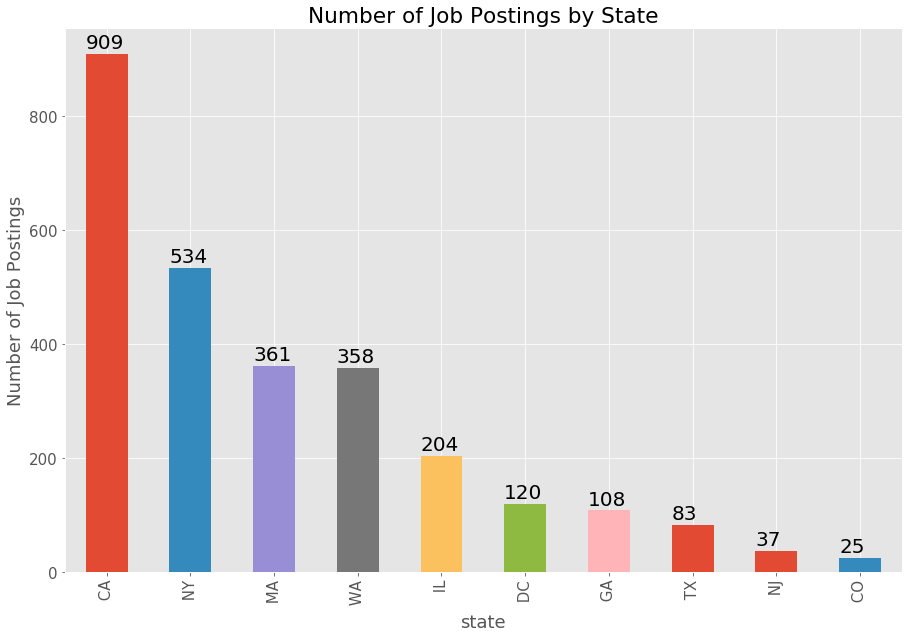 Number of Job Postings by State
Number of Job Postings
800
600
400
200
0
909
534
361
358
204
120
108
83
37
25
CA
NY
MA
WA
IL
DC
GA
TX
NJ
CO
state